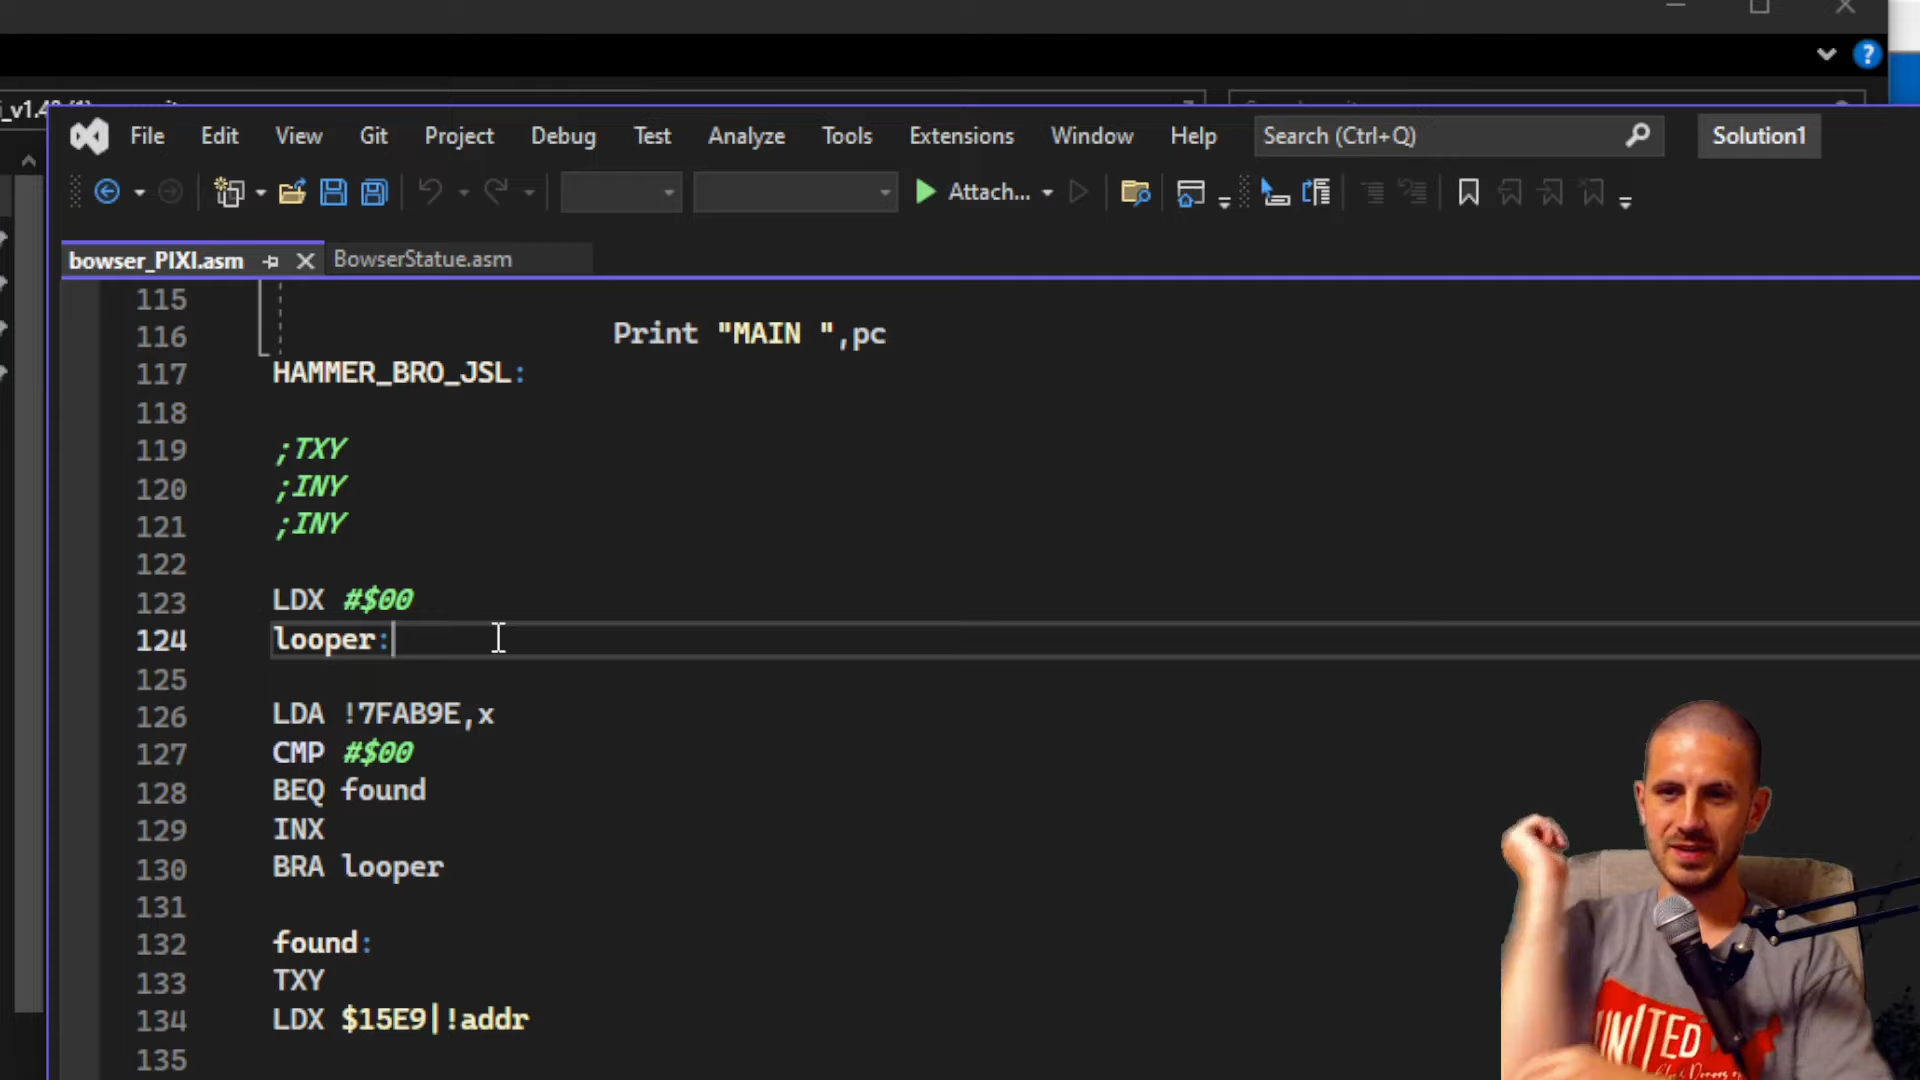 _v1.4
File Edit View Git Project Debug Test Analyze Tools Extensions Window Help Search (Ctrl+Q) Solution1
Attach...
bowser_PIXI.asm BowserStatue.asm
115
116 Print "MAIN ",pc
117 HAMMER_BRO_JSL:
118
119 ;TXY
120 ;INY
121 ;INY
122
123 LDX #$00
124 looper:
125
126 LDA !7FAB9E,x
127 CMP #$00
128 BEQ found
129 INX
130 BRA looper
131
132 found:
133 TXY
134 LDX $15E9|!addr
135
UNITED